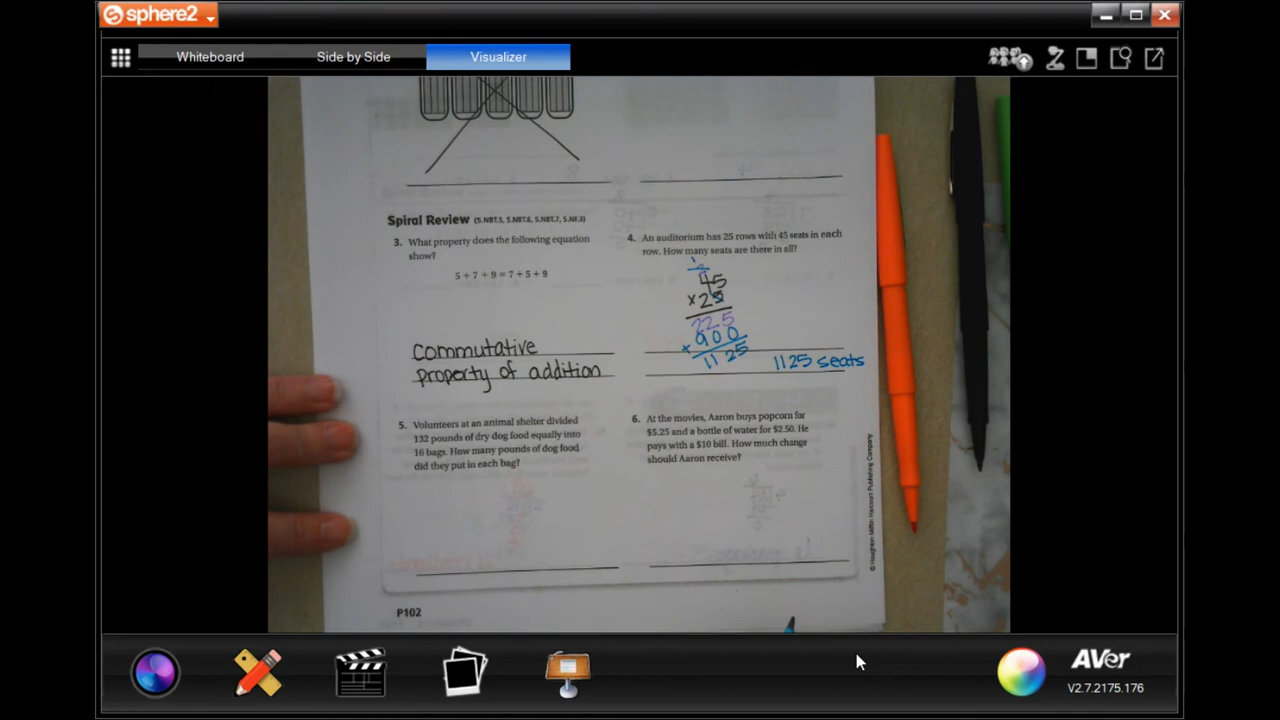 sphere2
Whiteboard
Side by Side
Visualizer
Spiral Review (5.NBT.5, 5.NBT.6, 5.NBT.7, 5.NF.3)
3. What property does the following equation
show?
5 + 7 + 9 = 7 + 5 + 9
commutative
property of addition
4. An auditorium has 25 rows with 45 seats in each
row. How many seats are there in all?
1
2
45
×25
225
+900
1125
1125 seats
5. Volunteers at an animal shelter divided
132 pounds of dry dog food equally into
16 bags. How many pounds of dog food
did they put in each bag?
6. At the movies, Aaron buys popcorn for
$5.25 and a bottle of water for $2.50. He
pays with a $10 bill. How much change
should Aaron receive?
© Houghton Mifflin Harcourt Publishing Company
P102
AVer
V2.7.2175.176